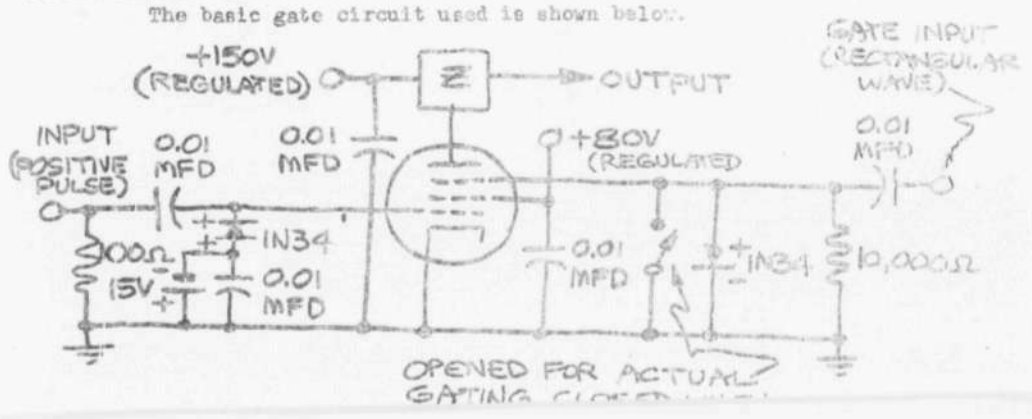 The basic gate circuit used is shown below.
+150V
(REGULATED)
Z
OUTPUT
GATE INPUT
(RECTANGULAR
WAVE)
INPUT
(POSITIVE
PULSE)
0.01
MFD
0.01
MFD
+80V
(REGULATED
0.01
MFD
+
+
1N34
100Ω
15V
-
+
0.01
MFD
0.01
MFD
+
1N34
-
10,000Ω
OPENED FOR ACTUAL
GATING CLOSED